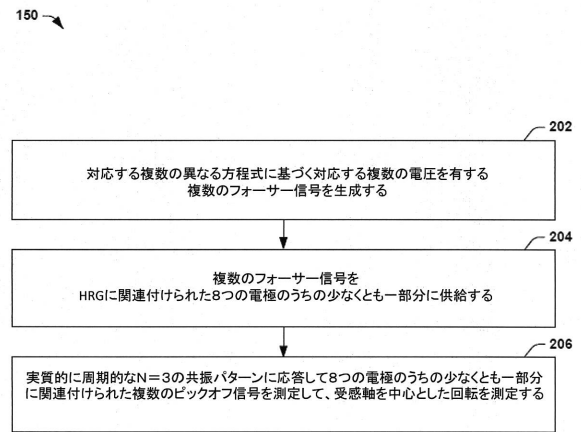 150
202
対応する複数の異なる方程式に基づく対応する複数の電圧を有する
複数のフォーサー信号を生成する
204
複数のフォーサー信号を
HRGに関連付けられた8つの電極のうちの少なくとも一部分に供給する
206
実質的に周期的なN＝3の共振パターンに応答して8つの電極のうちの少なくとも一部分
に関連付けられた複数のピックオフ信号を測定して、受感軸を中心とした回転を測定する